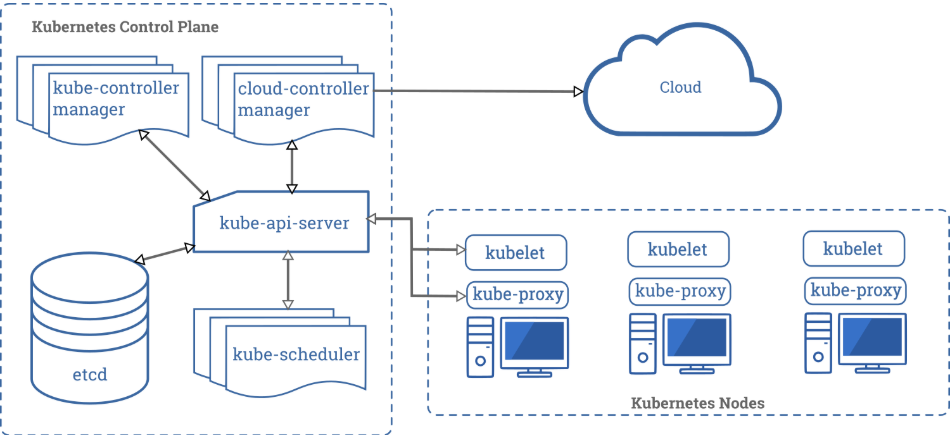 Kubernetes Control Plane
kube-controller
manager
cloud-controller
manager
Cloud
kube-api-server
kubelet
kubelet
kubelet
kube-proxy
kube-proxy
kube-proxy
kube-scheduler
etcd
Kubernetes Nodes